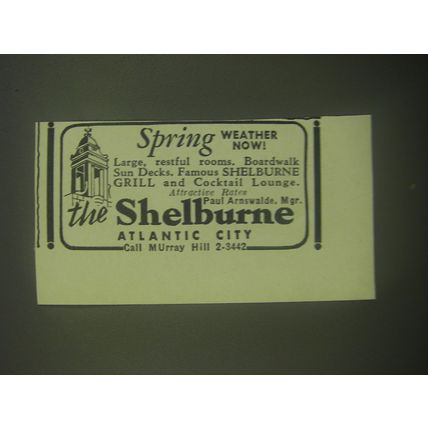 Spring WEATHER NOW!
Large, restful rooms. Boardwalk
Sun Decks. Famous SHELBURNE
GRILL and Cocktail Lounge.
Attractive Rates
Paul Arnswalde, Mgr.
the Shelburne
ATLANTIC CITY
Call MUrray Hill 2-3442